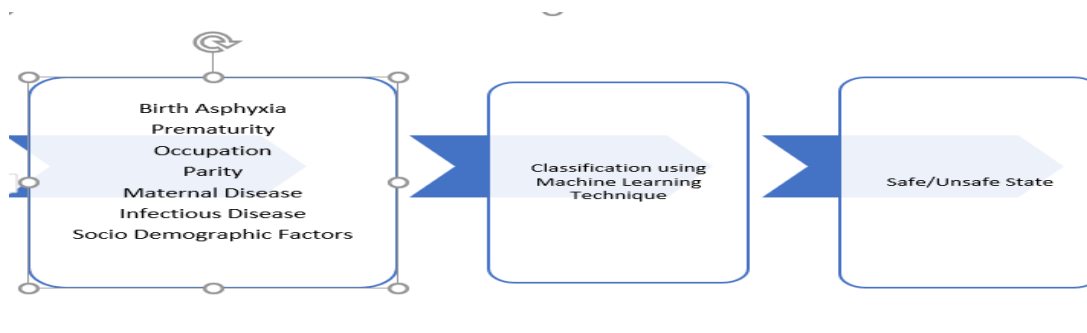 Birth Asphyxia
Prematurity
Occupation
Parity
Maternal Disease
Infectious Disease
Socio Demographic Factors
Classification using
Machine Learning
Technique
Safe/Unsafe State